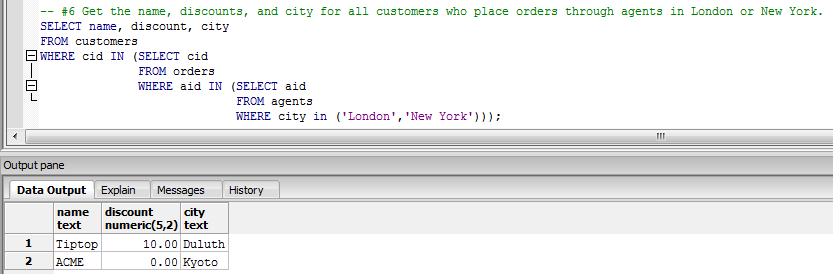 -- #6 Get the name, discounts, and city for all customers who place orders through agents in London or New York.
SELECT name, discount, city
FROM customers
WHERE cid IN (SELECT cid
FROM orders
WHERE aid IN (SELECT aid
FROM agents
WHERE city in ('London','New York')));
Output pane
Data Output Explain Messages History
name text discount numeric(5,2) city text
1 Tiptop 10.00 Duluth
2 ACME 0.00 Kyoto